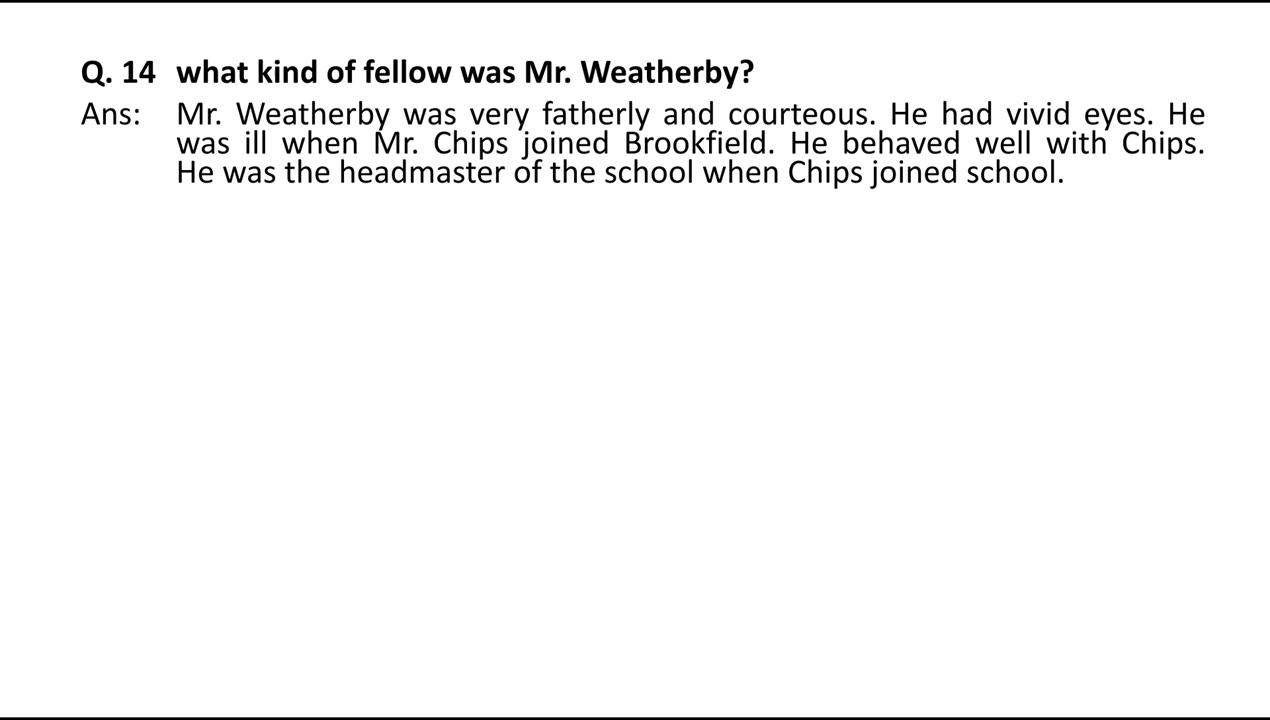 Q. 14 what kind of fellow was Mr. Weatherby?
Ans: Mr. Weatherby was very fatherly and courteous. He had vivid eyes. He
was ill when Mr. Chips joined Brookfield. He behaved well with Chips.
He was the headmaster of the school when Chips joined school.